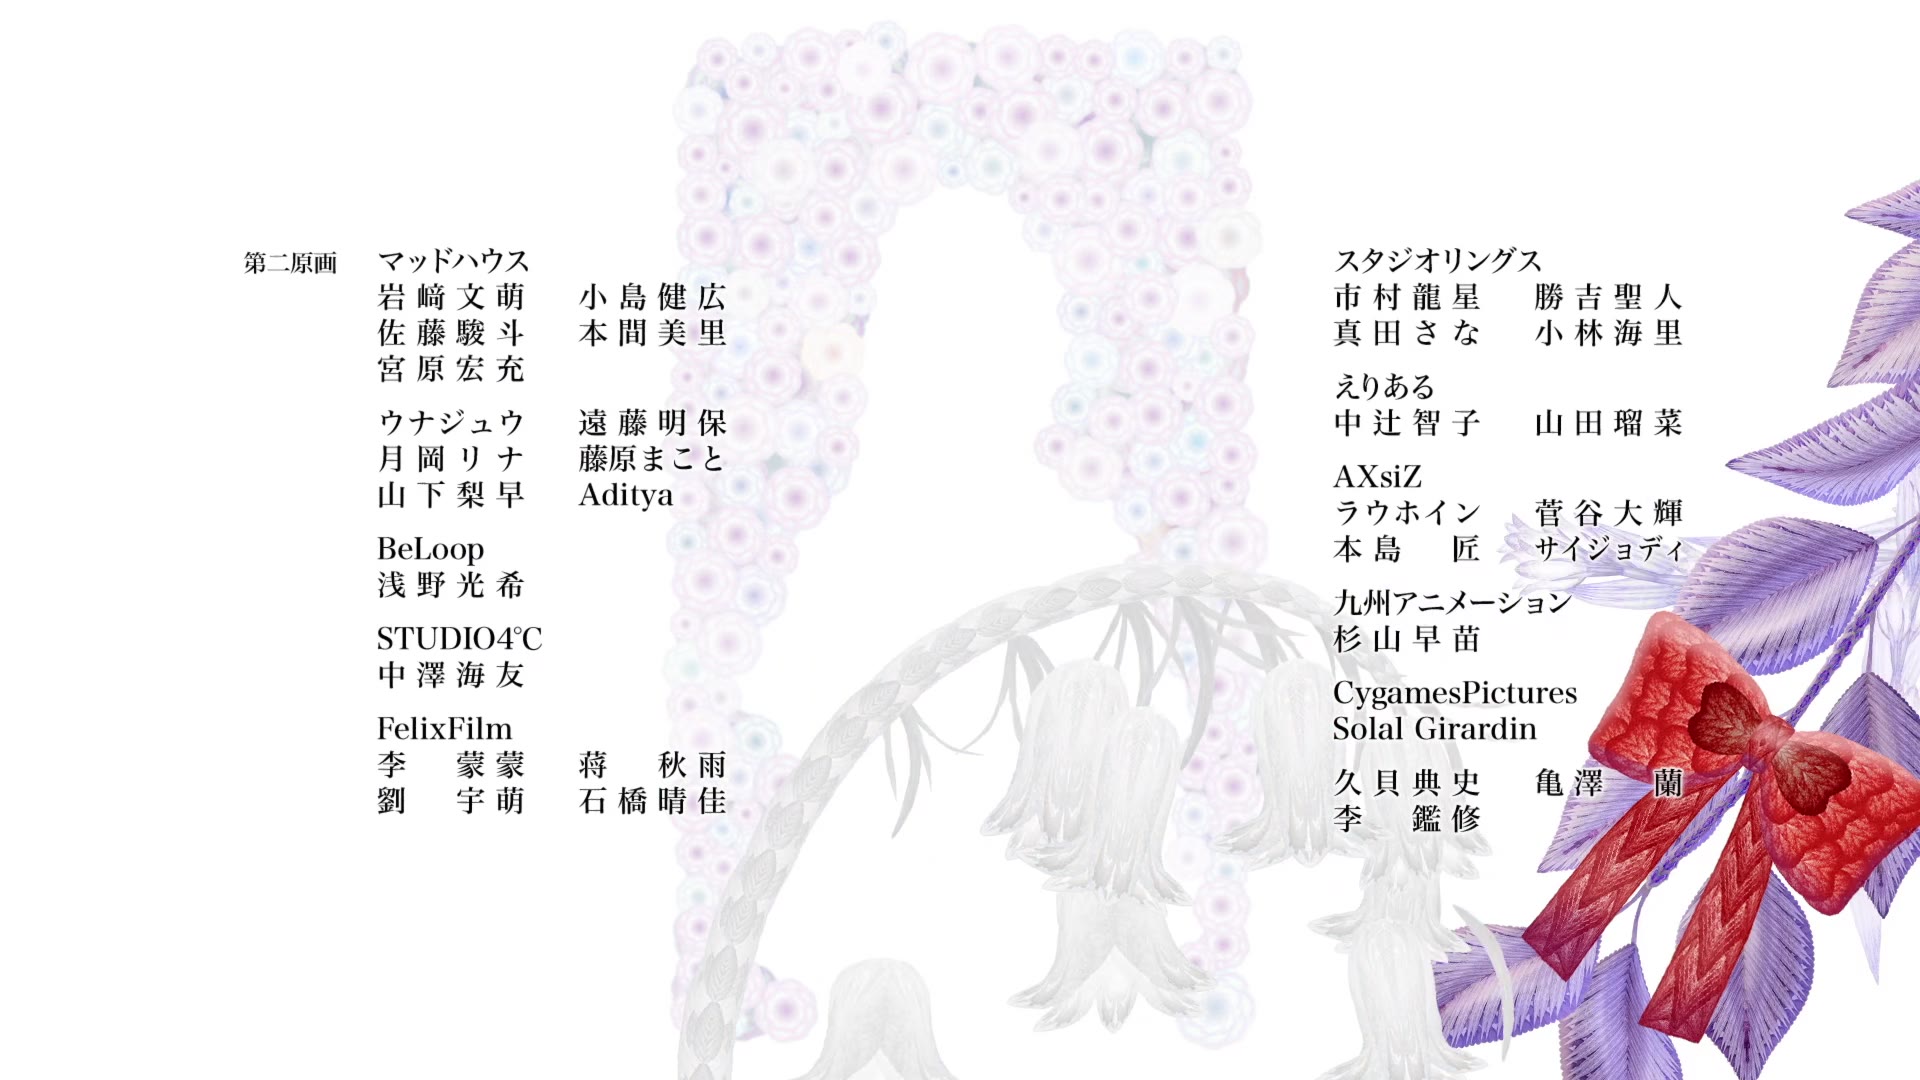 第二原画
マッドハウス
岩﨑文萌 小島健広
佐藤駿斗 本間美里
宮原宏充
ウナジュウ 遠藤明保
月岡リナ 藤原まこと
山下梨早 Aditya
BeLoop
浅野光希
STUDIO4℃
中澤海友
FelixFilm
李 蒙蒙 蒋 秋雨
劉 宇萌 石橋晴佳
スタジオリングス
市村龍星 勝吉聖人
真田さな 小林海里
えりある
中辻智子 山田瑠菜
AXsiZ
ラウホイン 菅谷大輝
本島 匠 サイジョディ
九州アニメーション
杉山早苗
CygamesPictures
Solal Girardin
久貝典史 亀澤 蘭
李 鑑修